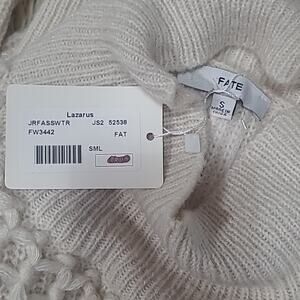 Lazarus
JRFASSWTR JS2 52538
FW3442
FAT
SML
FATE
S